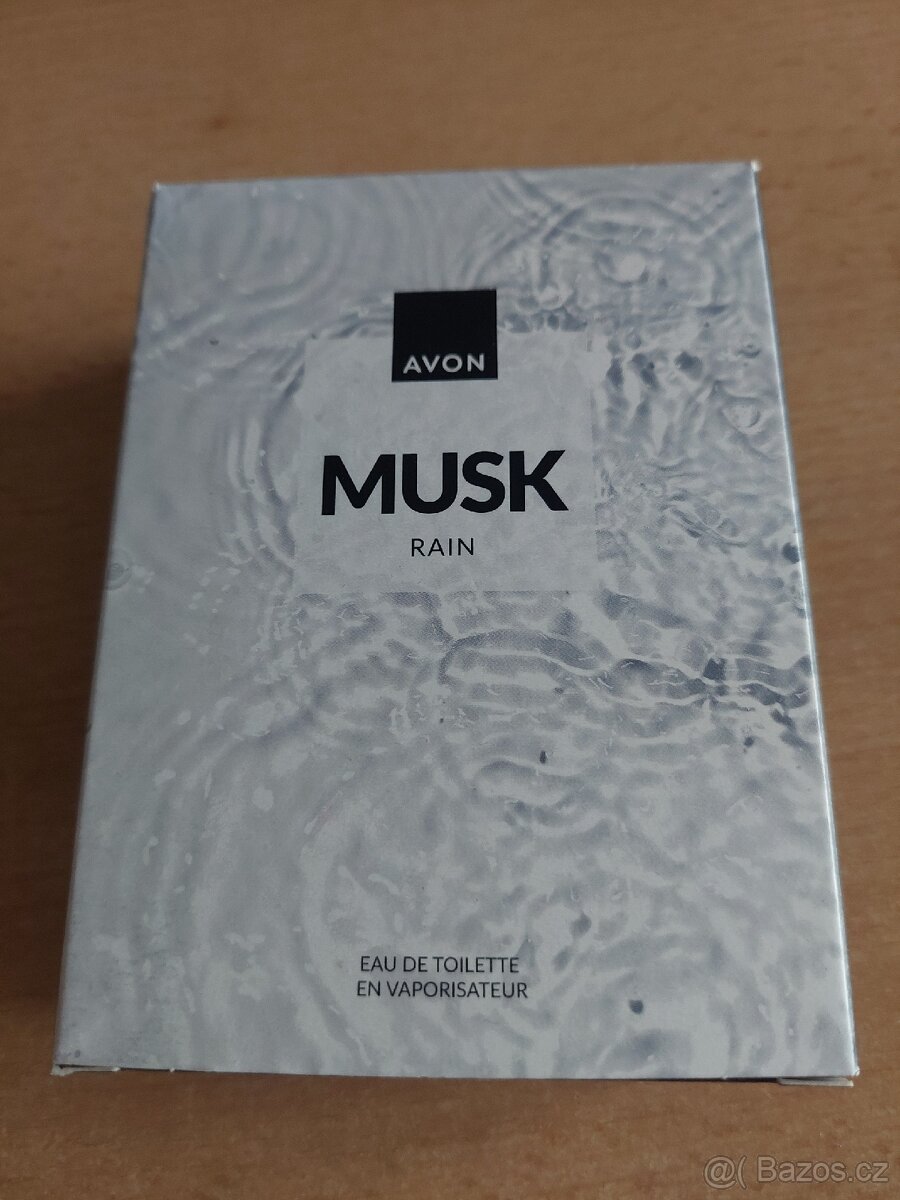 AVON
MUSK
RAIN
EAU DE TOILETTE
EN VAPORISATEUR
@( Bazos.cz